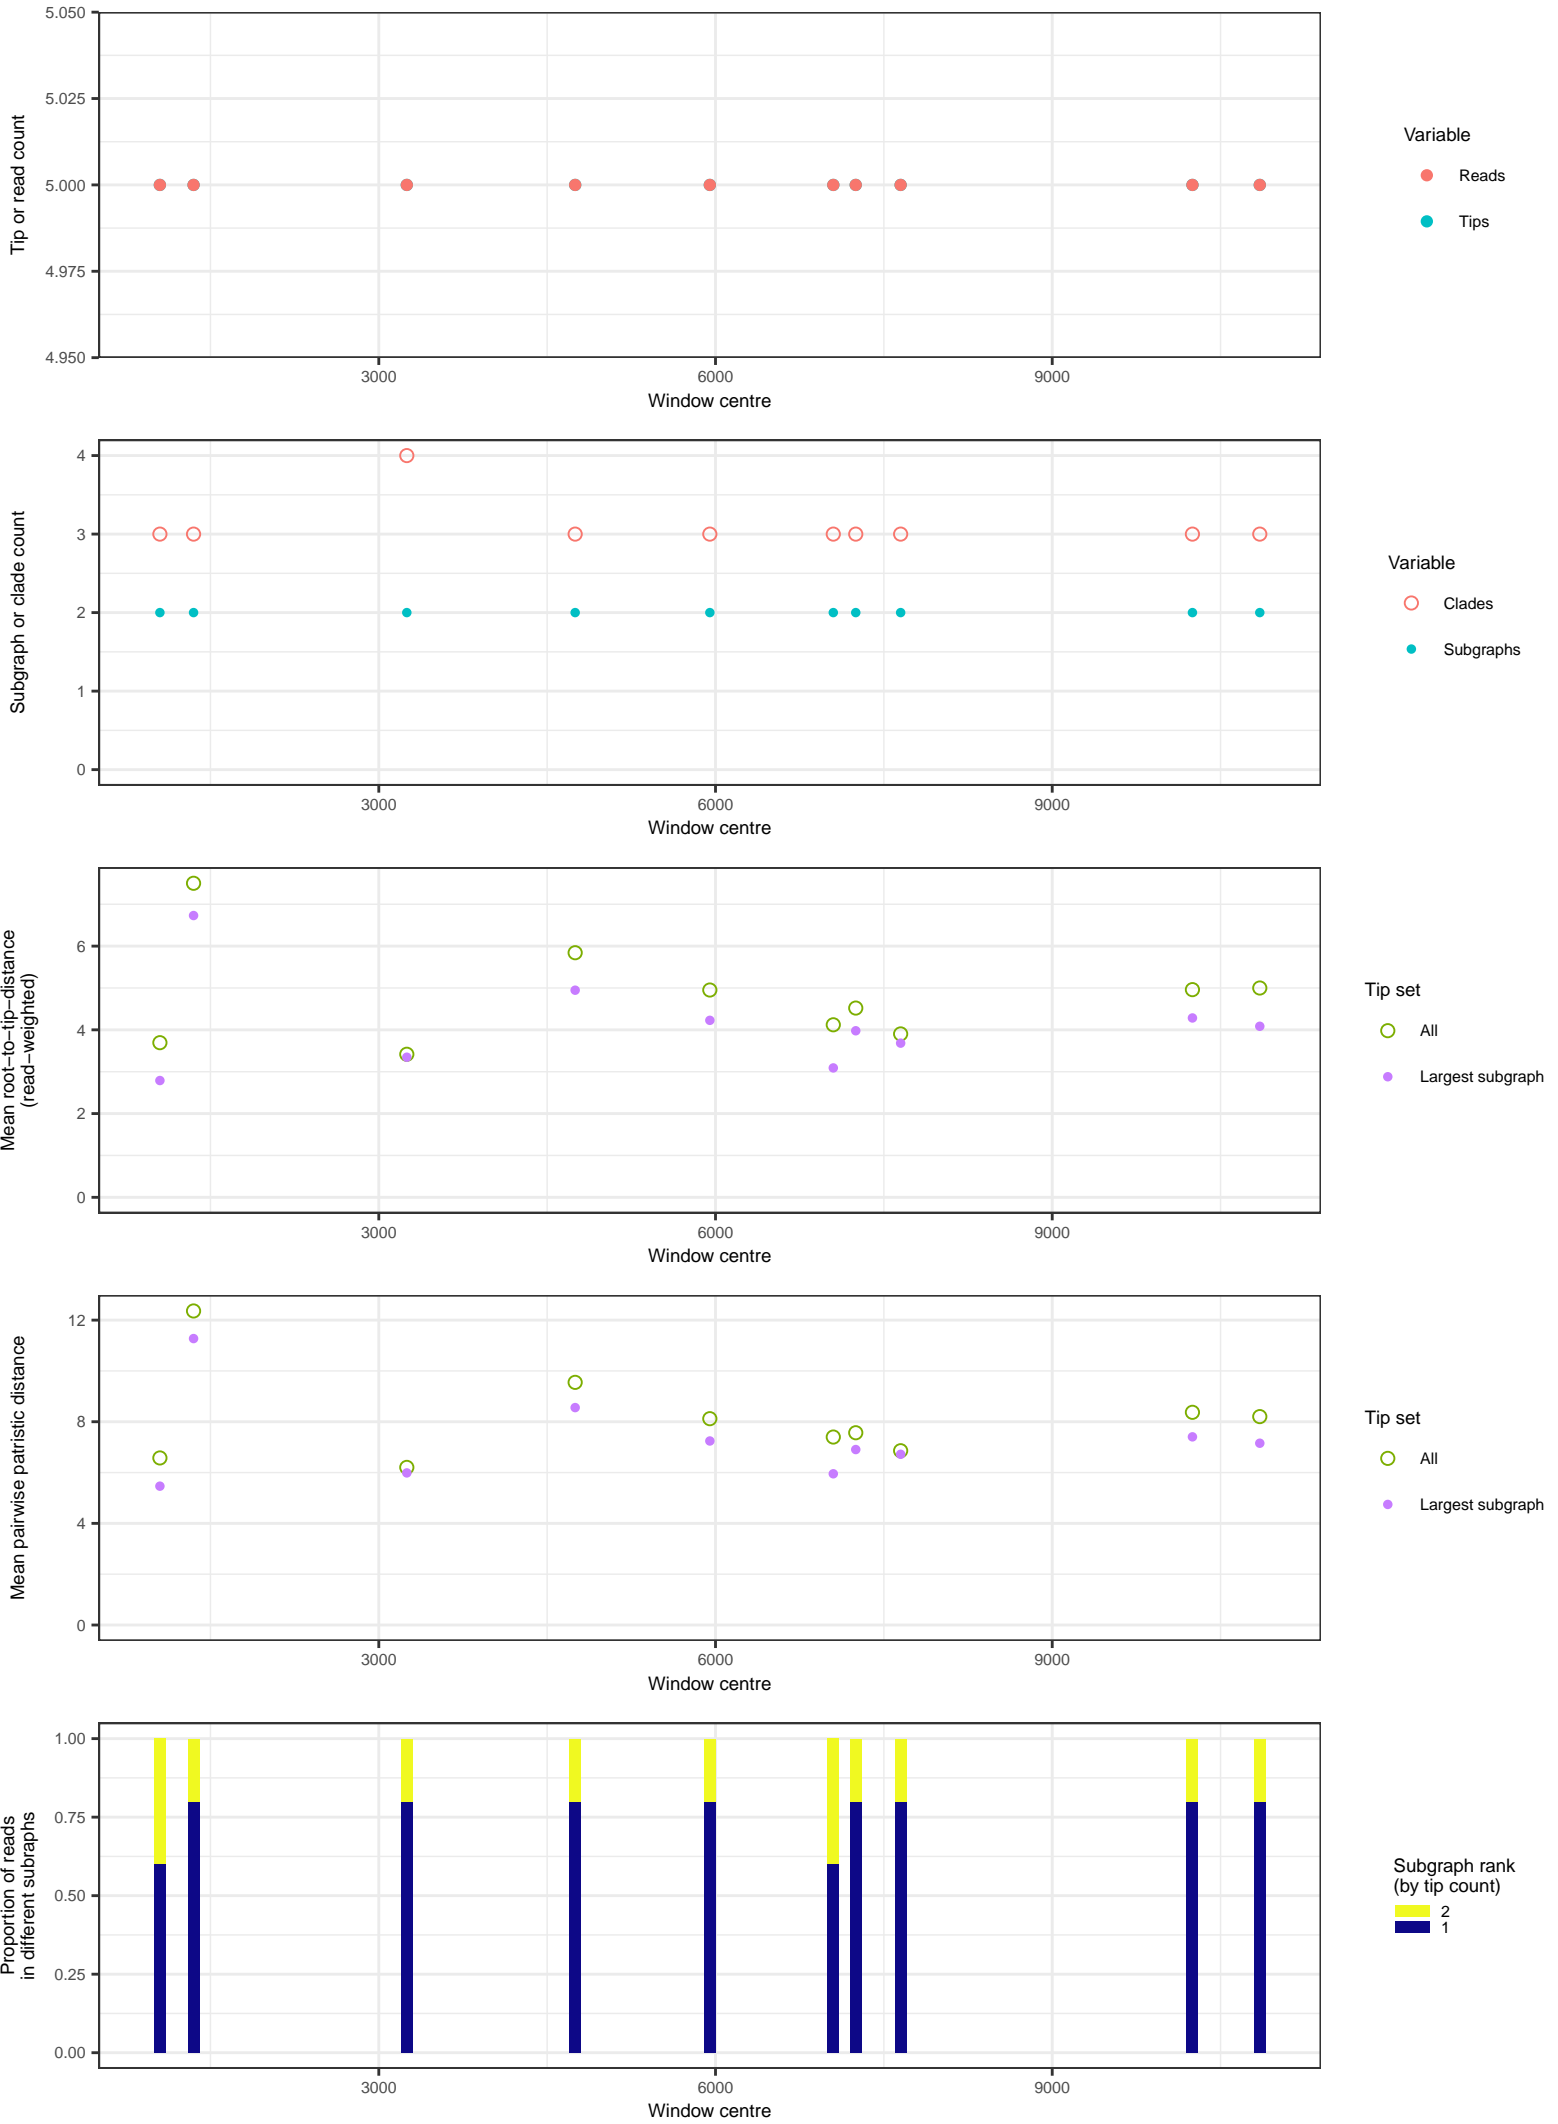 5.050
5.025
5.000
4.975
4.950
Tip or read count
3000
6000
9000
Window centre
Variable
Reads
Tips
4
3
2
1
0
Subgraph or clade count
3000
6000
9000
Window centre
Variable
Clades
Subgraphs
6
4
2
0
Mean root−to−tip−distance
(read−weighted)
3000
6000
9000
Window centre
Tip set
All
Largest subgraph
12
8
4
0
Mean pairwise patristic distance
3000
6000
9000
Window centre
Tip set
All
Largest subgraph
1.00
0.75
0.50
0.25
0.00
Proportion of reads
in different subraphs
3000
6000
9000
Window centre
Subgraph rank
(by tip count)
2
1